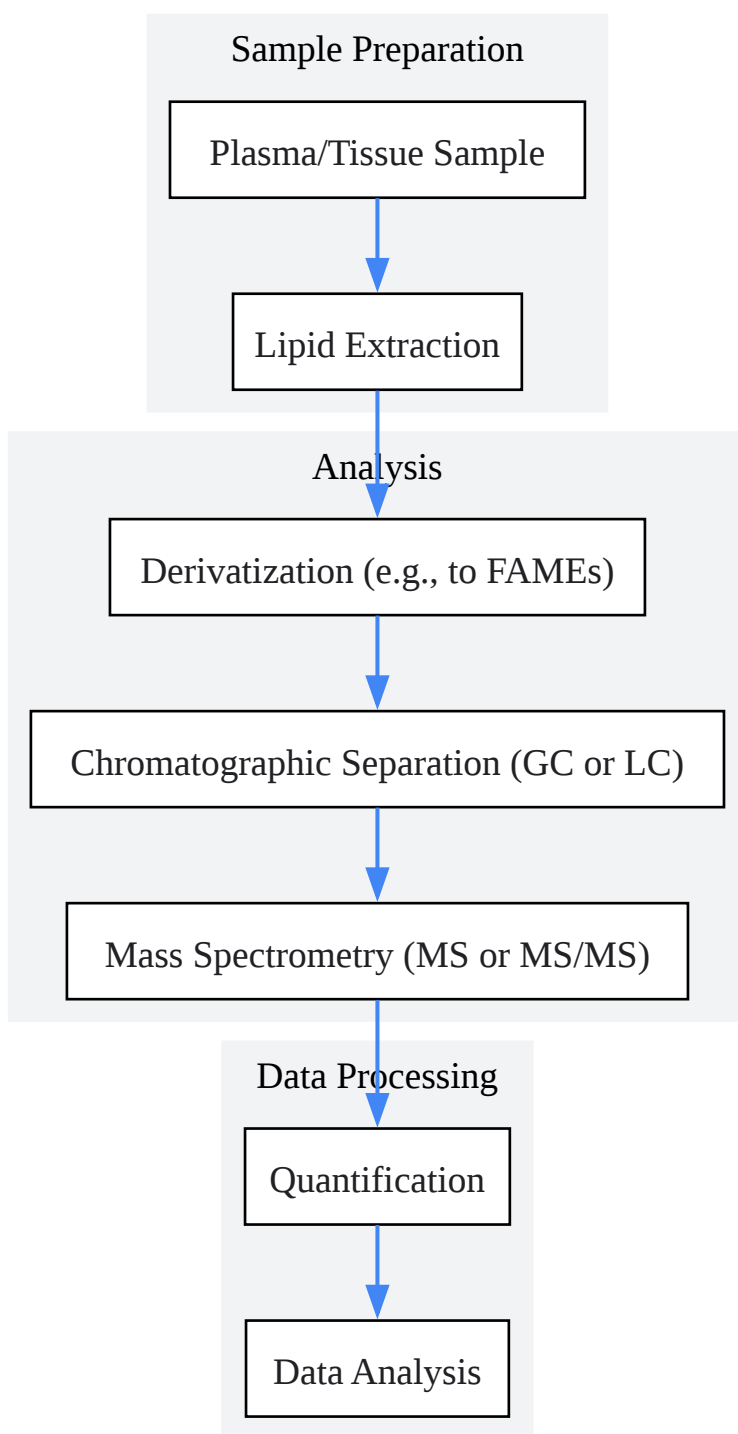 Sample Preparation
Plasma/Tissue Sample
Lipid Extraction
Analysis
Derivatization (e.g., to FAMEs)
Chromatographic Separation (GC or LC)
Mass Spectrometry (MS or MS/MS)
Data Processing
Quantification
Data Analysis